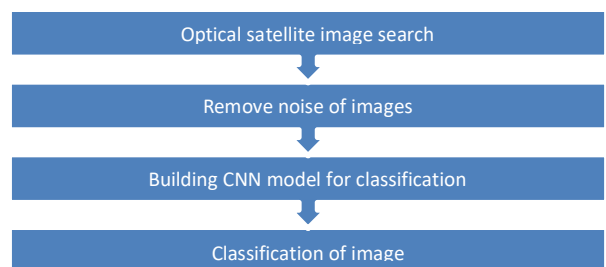 Optical satellite image search
Remove noise of images
Building CNN model for classification
Classification of image